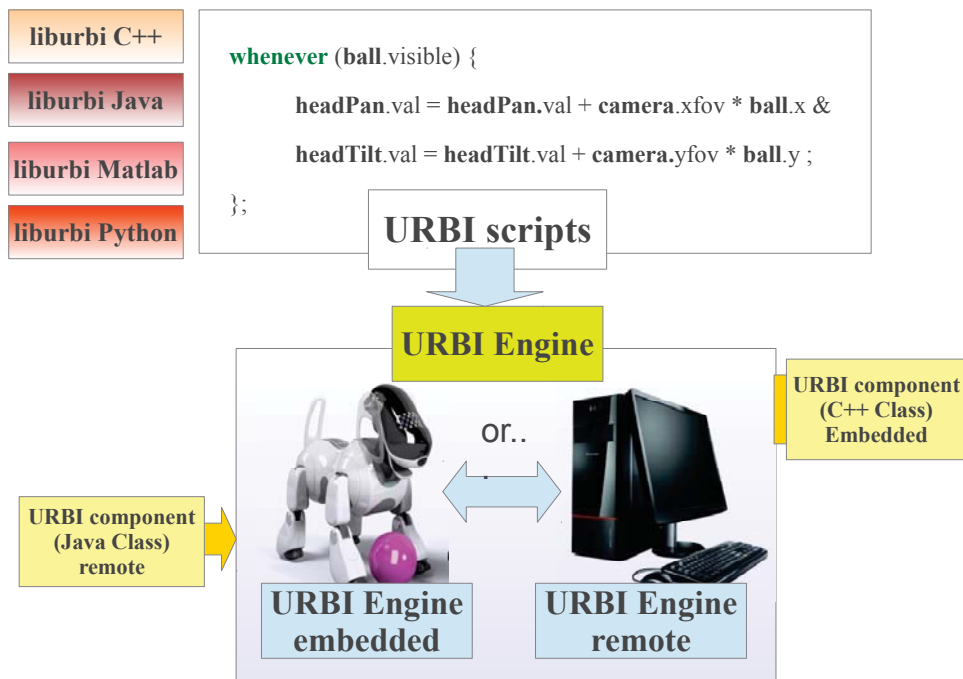 liburbi C++
liburbi Java
liburbi Matlab
liburbi Python
whenever (ball.visible) {
headPan.val = headPan.val + camera.xfov * ball.x &
headTilt.val = headTilt.val + camera.yfov * ball.y ;
};
URBI scripts
URBI Engine
URBI component
(C++ Class)
Embedded
or..
.
URBI component
(Java Class)
remote
URBI Engine
embedded
URBI Engine
remote